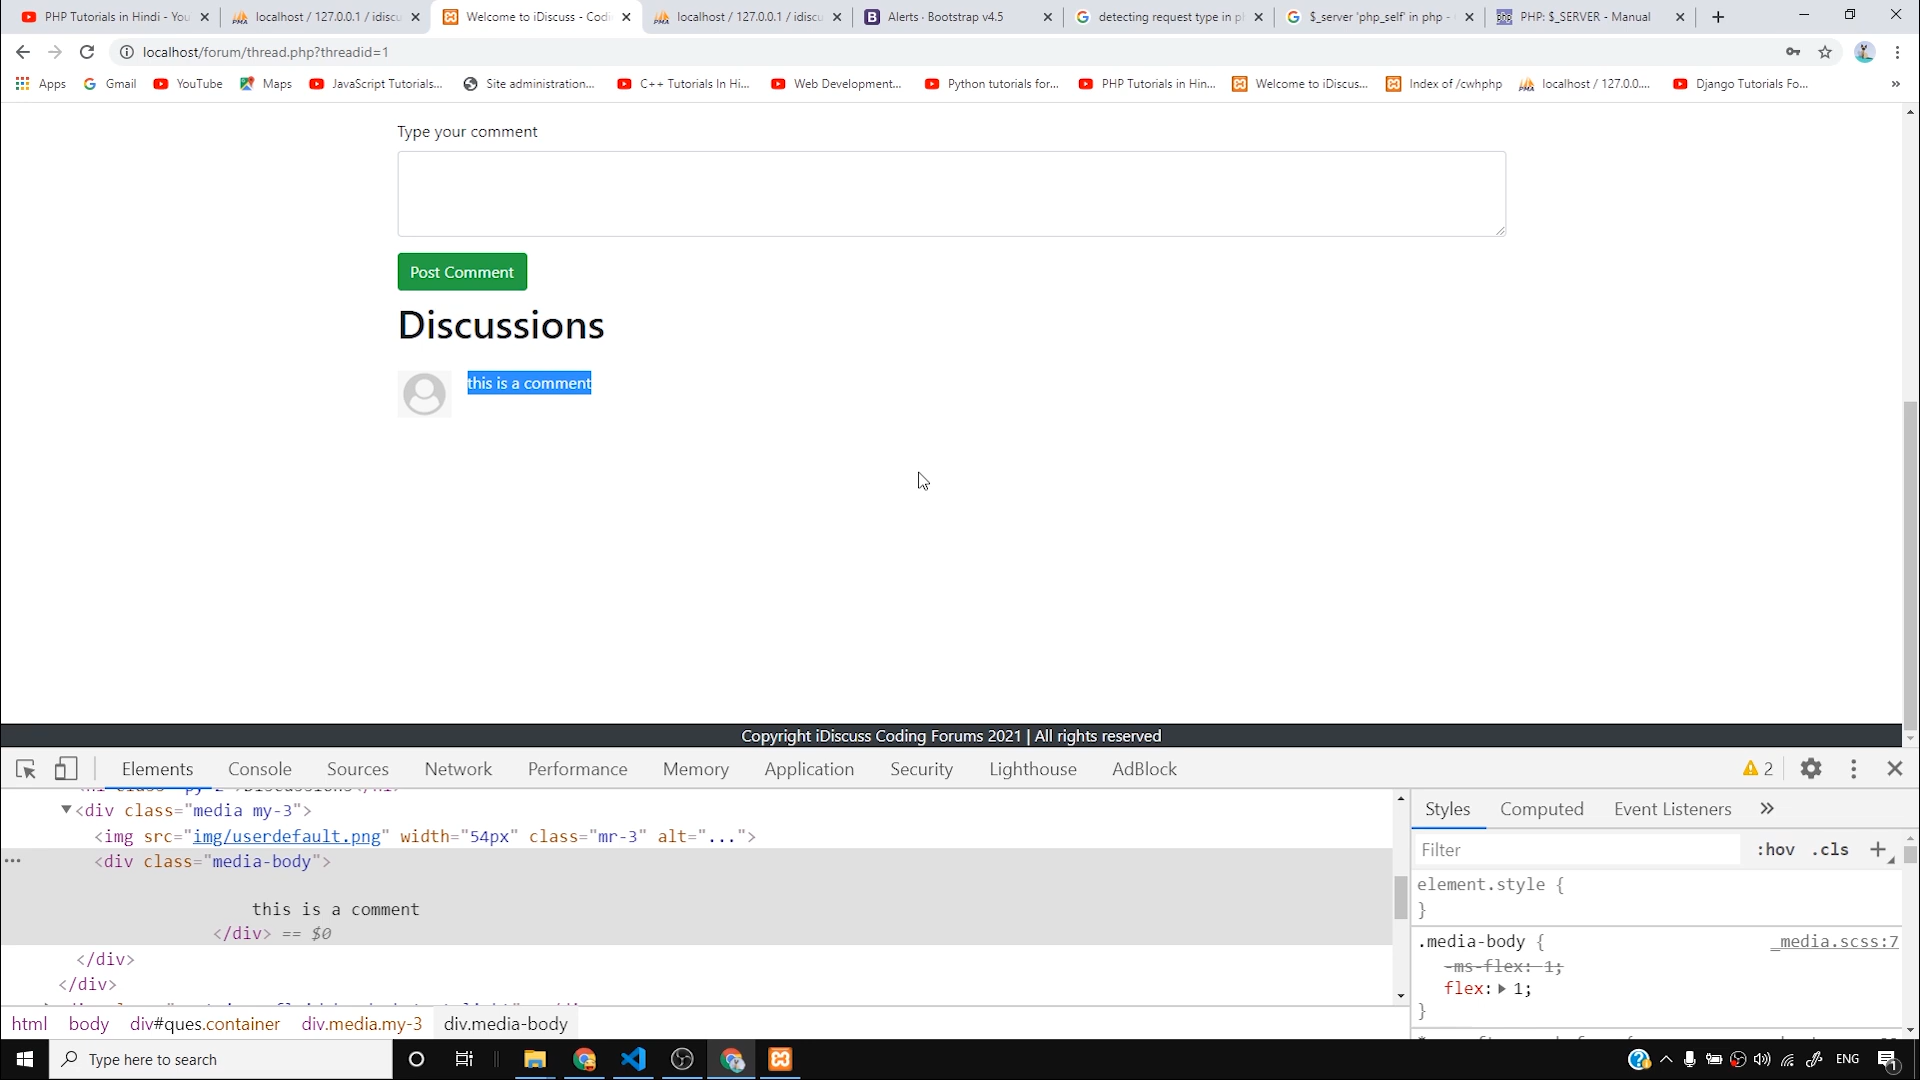 PHP Tutorials in Hindi - You
localhost / 127.0.0.1 / idiscu
Welcome to iDiscuss - Codi
localhost / 127.0.0.1 / idiscu
Alerts · Bootstrap v4.5
detecting request type in p
$_server 'php_self' in php -
PHP: $_SERVER - Manual
localhost/forum/thread.php?threadid=1
Apps Gmail YouTube Maps JavaScript Tutorials... Site administration... C++ Tutorials In Hi... Web Development... Python tutorials for... PHP Tutorials in Hin... Welcome to iDiscus... Index of /cwhphp localhost / 127.0.0.... Django Tutorials Fo... »
Type your comment
Post Comment
Discussions
this is a comment
Copyright iDiscuss Coding Forums 2021 | All rights reserved
Elements Console Sources Network Performance Memory Application Security Lighthouse AdBlock 2
<div class="media my-3">
<img src="img/userdefault.png" width="54px" class="mr-3" alt="...">
<div class="media-body">
this is a comment
</div> == $0
</div>
</div>
html body div#ques.container div.media.my-3 div.media-body
Styles Computed Event Listeners »
Filter :hov .cls +
element.style {
}
.media-body { _media.scss:7
-ms-flex: 1;
flex: 1;
}
Type here to search
ENG
1